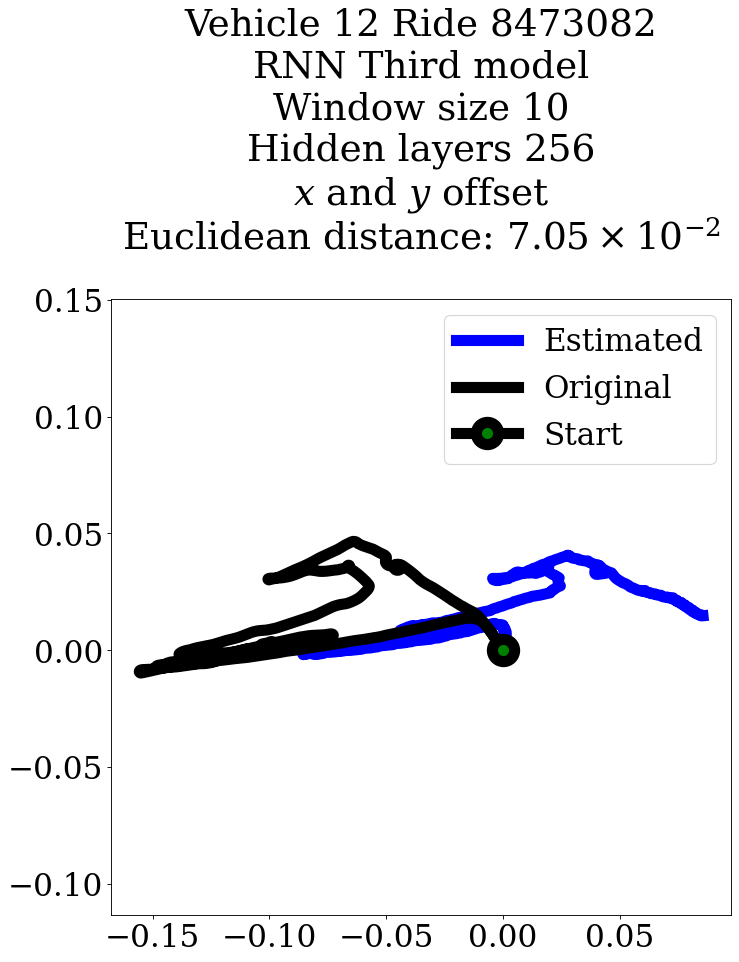 Vehicle 12 Ride 8473082
RNN Third model
Window size 10
Hidden layers 256
x and y offset
Euclidean distance: 7.05 × 10⁻²
0.15
0.10
0.05
0.00
−0.05
−0.10
Estimated
Original
Start
−0.15 −0.10 −0.05 0.00 0.05